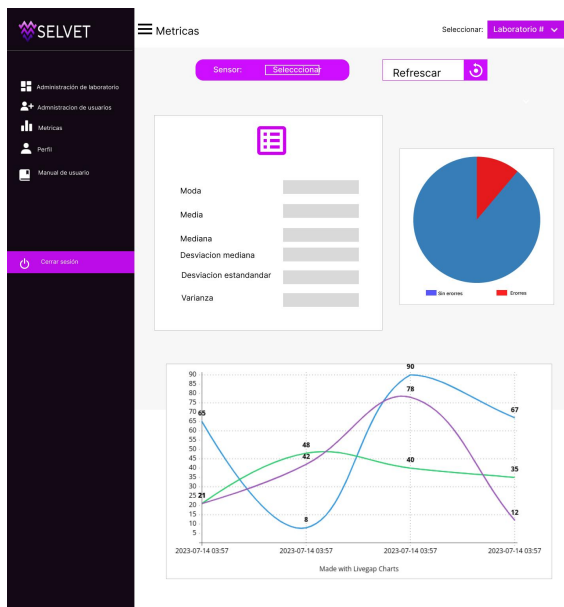 SELVET
Metricas
Seleccionar:
Laboratorio #
Administración de laboratorio
Admnistracion de usuarios
Metricas
Perfil
Manual de usuario
Cerrar sesión
Sensor:
Selecccionar
Refrescar
Moda
Media
Mediana
Desviacion mediana
Desviacion estandandar
Varianza
Sin erorres
Erorres
90
85
80
75
70
65
60
55
50
45
40
35
30
25
20
15
10
5
65
21
48
42
8
90
78
40
67
35
12
2023-07-14 03:57
2023-07-14 03:57
2023-07-14 03:57
2023-07-14 03:57
Made with Livegap Charts